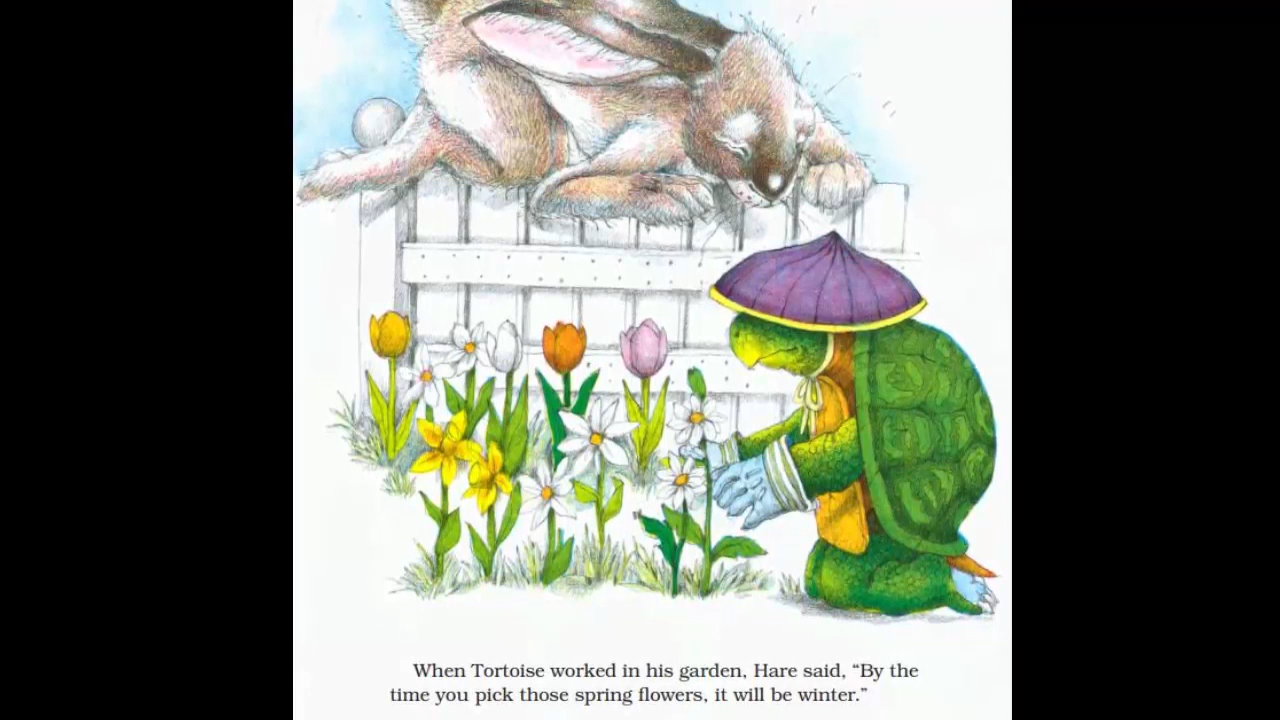 When Tortoise worked in his garden, Hare said, “By the
time you pick those spring flowers, it will be winter.”